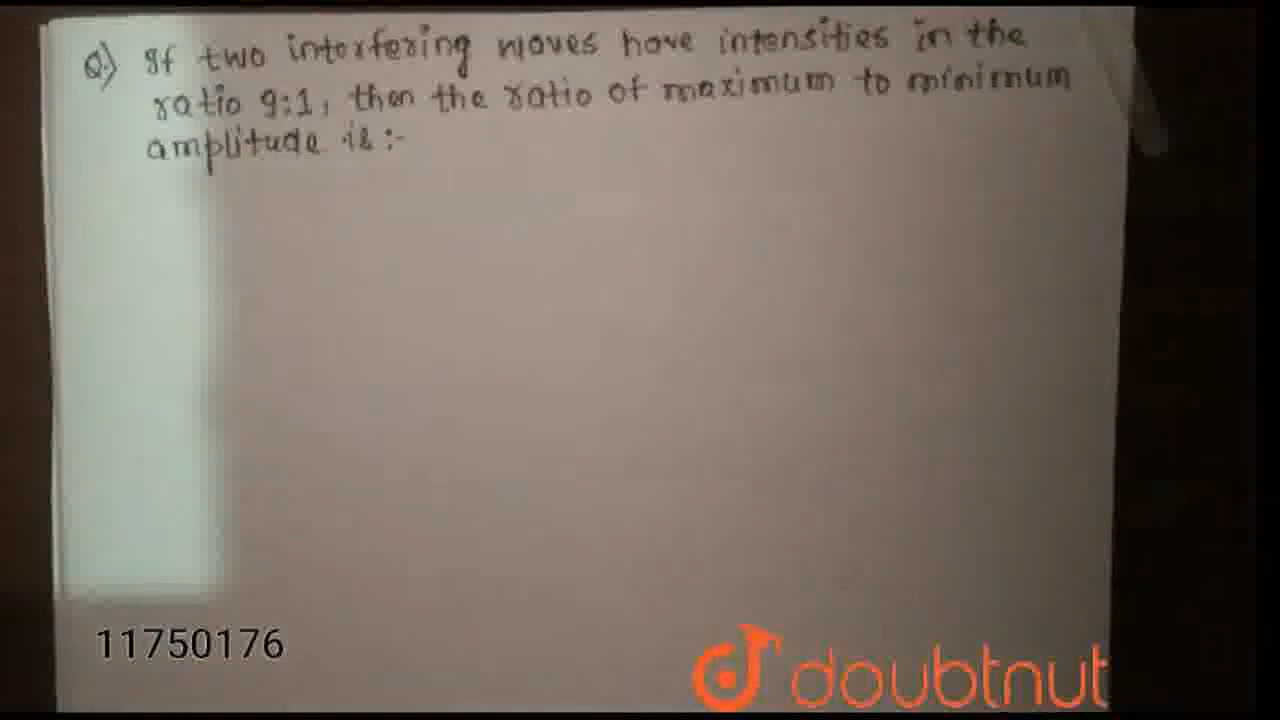 Q.) If two interfering waves have intensities in the
ratio 9:1, then the ratio of maximum to minimum
amplitude is :-
11750176
doubtnut